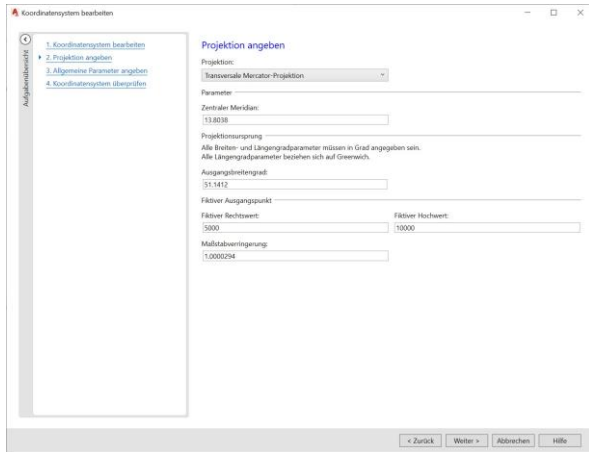 Koordinatensystem bearbeiten
Aufgabenübersicht
1. Koordinatensystem bearbeiten
2. Projektion angeben
3. Allgemeine Parameter angeben
4. Koordinatensystem überprüfen
Projektion angeben
Projektion:
Transversale Mercator-Projektion
Parameter
Zentraler Meridian:
13.8038
Projektionsursprung
Alle Breiten- und Längengradparameter müssen in Grad angegeben sein.
Alle Längengradparameter beziehen sich auf Greenwich.
Ausgangsbreitengrad:
51.1412
Fiktiver Ausgangspunkt
Fiktiver Rechtswert: Fiktiver Hochwert:
5000 10000
Maßstabverringerung:
1.0000294
< Zurück Weiter > Abbrechen Hilfe